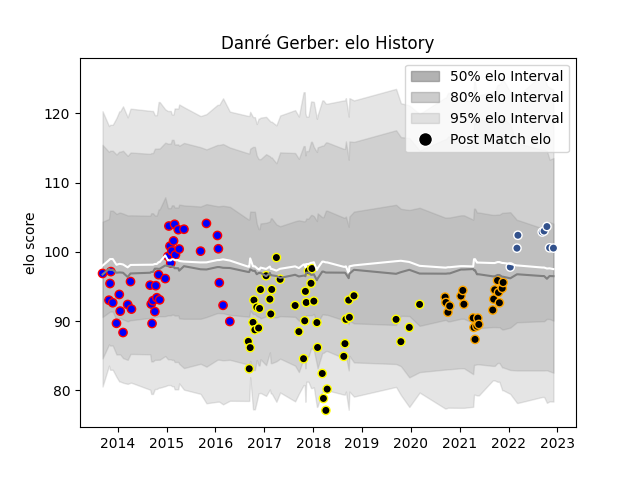 Danré Gerber: elo History
50% elo Interval
80% elo Interval
95% elo Interval
Post Match elo
elo score
120
110
100
90
80
2014 2015 2016 2017 2018 2019 2020 2021 2022 2023